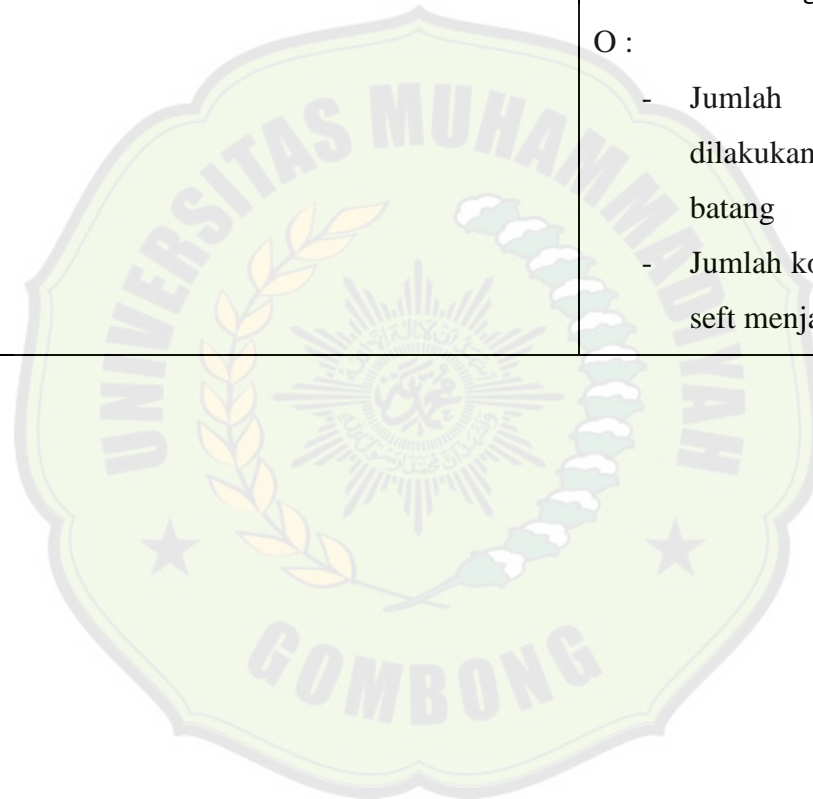 O :
- Jumlah
dilakukan
batang
- Jumlah ko
seft menja
UNIVERSITAS MUHAMMADIYAH
GOMBONG